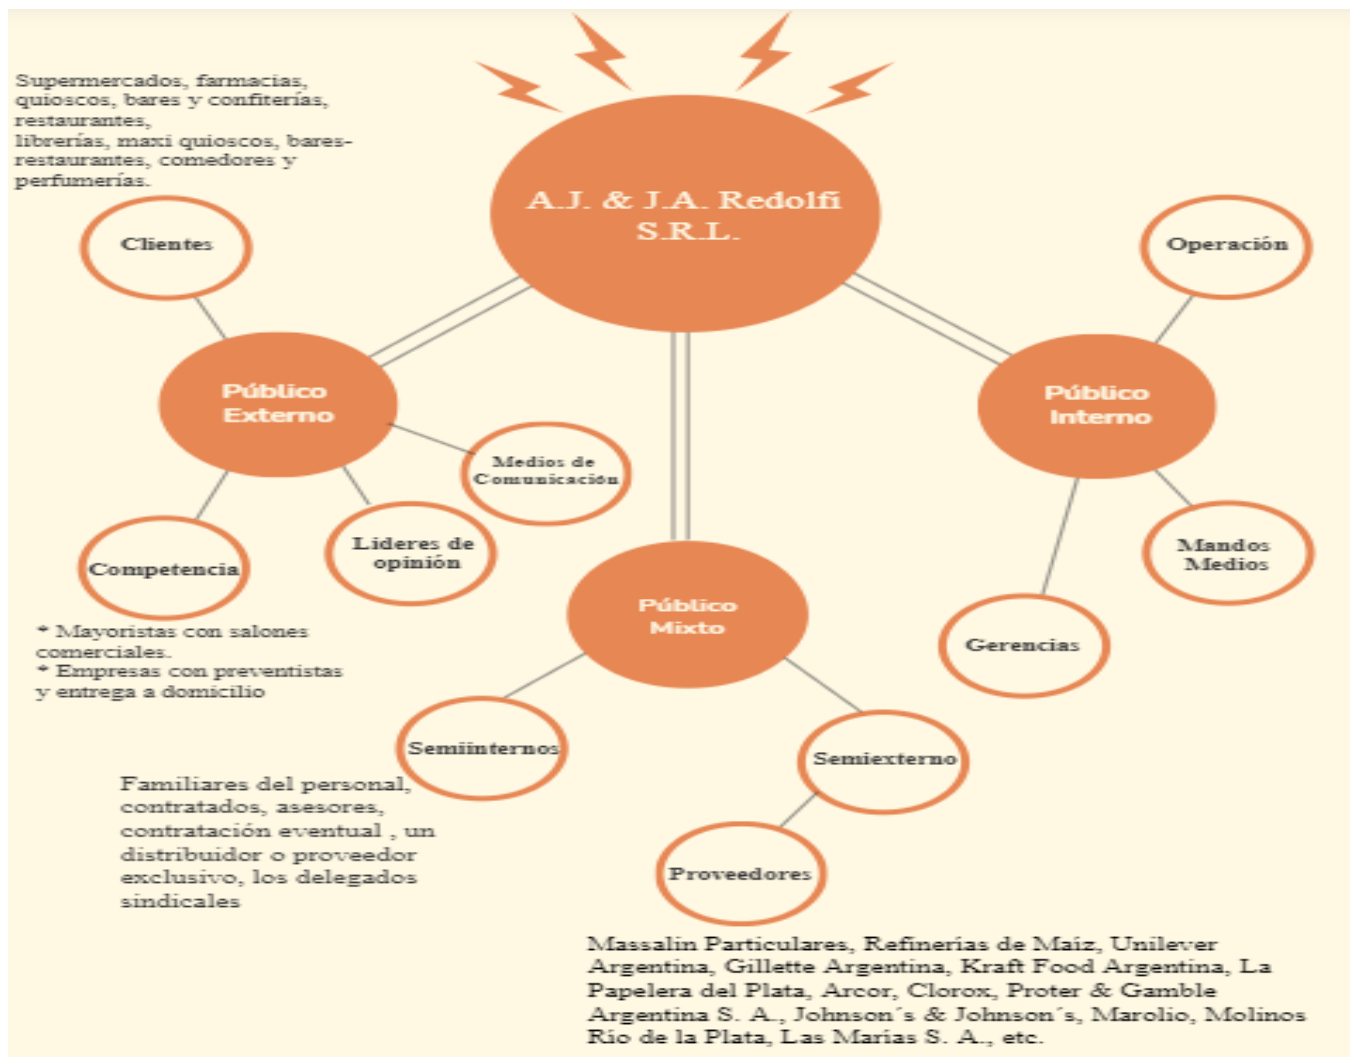 Supermercados, farmacias,
quioscos, bares y confiterías,
restaurantes,
librerías, maxi quioscos, bares-
restaurantes, comedores y
perfumerías.
A.J. & J.A. Redolfi
S.R.L.
Clientes
Operación
Público
Externo
Público
Interno
Medios de
Comunicación
Lideres de
opinión
Competencia
Mandos
Medios
* Mayoristas con salones
comerciales.
* Empresas con preventistas
y entrega a domicilio
Público
Mixto
Gerencias
Semiinternos
Semiexterno
Familiares del personal,
contratados, asesores,
contratación eventual , un
distribuidor o proveedor
exclusivo, los delegados
sindicales
Proveedores
Massalin Particulares, Refinerías de Maíz, Unilever
Argentina, Gillette Argentina, Kraft Food Argentina, La
Papelera del Plata, Arcor, Clorox, Proter & Gamble
Argentina S. A., Johnson´s & Johnson´s, Marolio, Molinos
Río de la Plata, Las Marías S. A., etc.